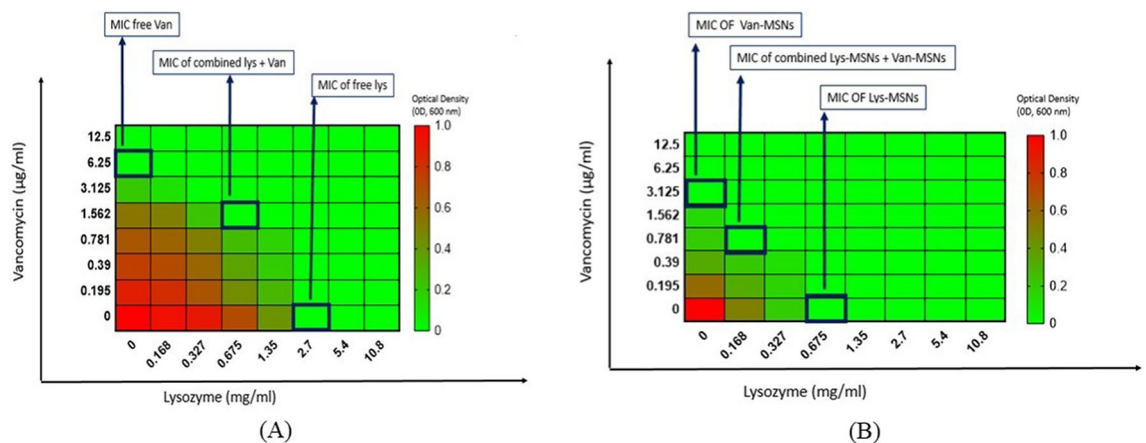 MIC free Van
MIC of combined lys + Van
MIC of free lys
Optical Density
(0D, 600 nm)
Vancomycin (µg/ml)
12.5
6.25
3.125
1.562
0.781
0.39
0.195
0
0
0.168
0.327
0.675
1.35
2.7
5.4
10.8
Lysozyme (mg/ml)
1.0
0.8
0.6
0.4
0.2
0
(A)
MIC OF Van-MSNs
MIC of combined Lys-MSNs + Van-MSNs
MIC OF Lys-MSNs
Optical Density
(0D, 600 nm)
Vancomycin (µg/ml)
12.5
6.25
3.125
1.562
0.781
0.39
0.195
0
0
0.168
0.327
0.675
1.35
2.7
5.4
10.8
Lysozyme (mg/ml)
1.0
0.8
0.6
0.4
0.2
0
(B)